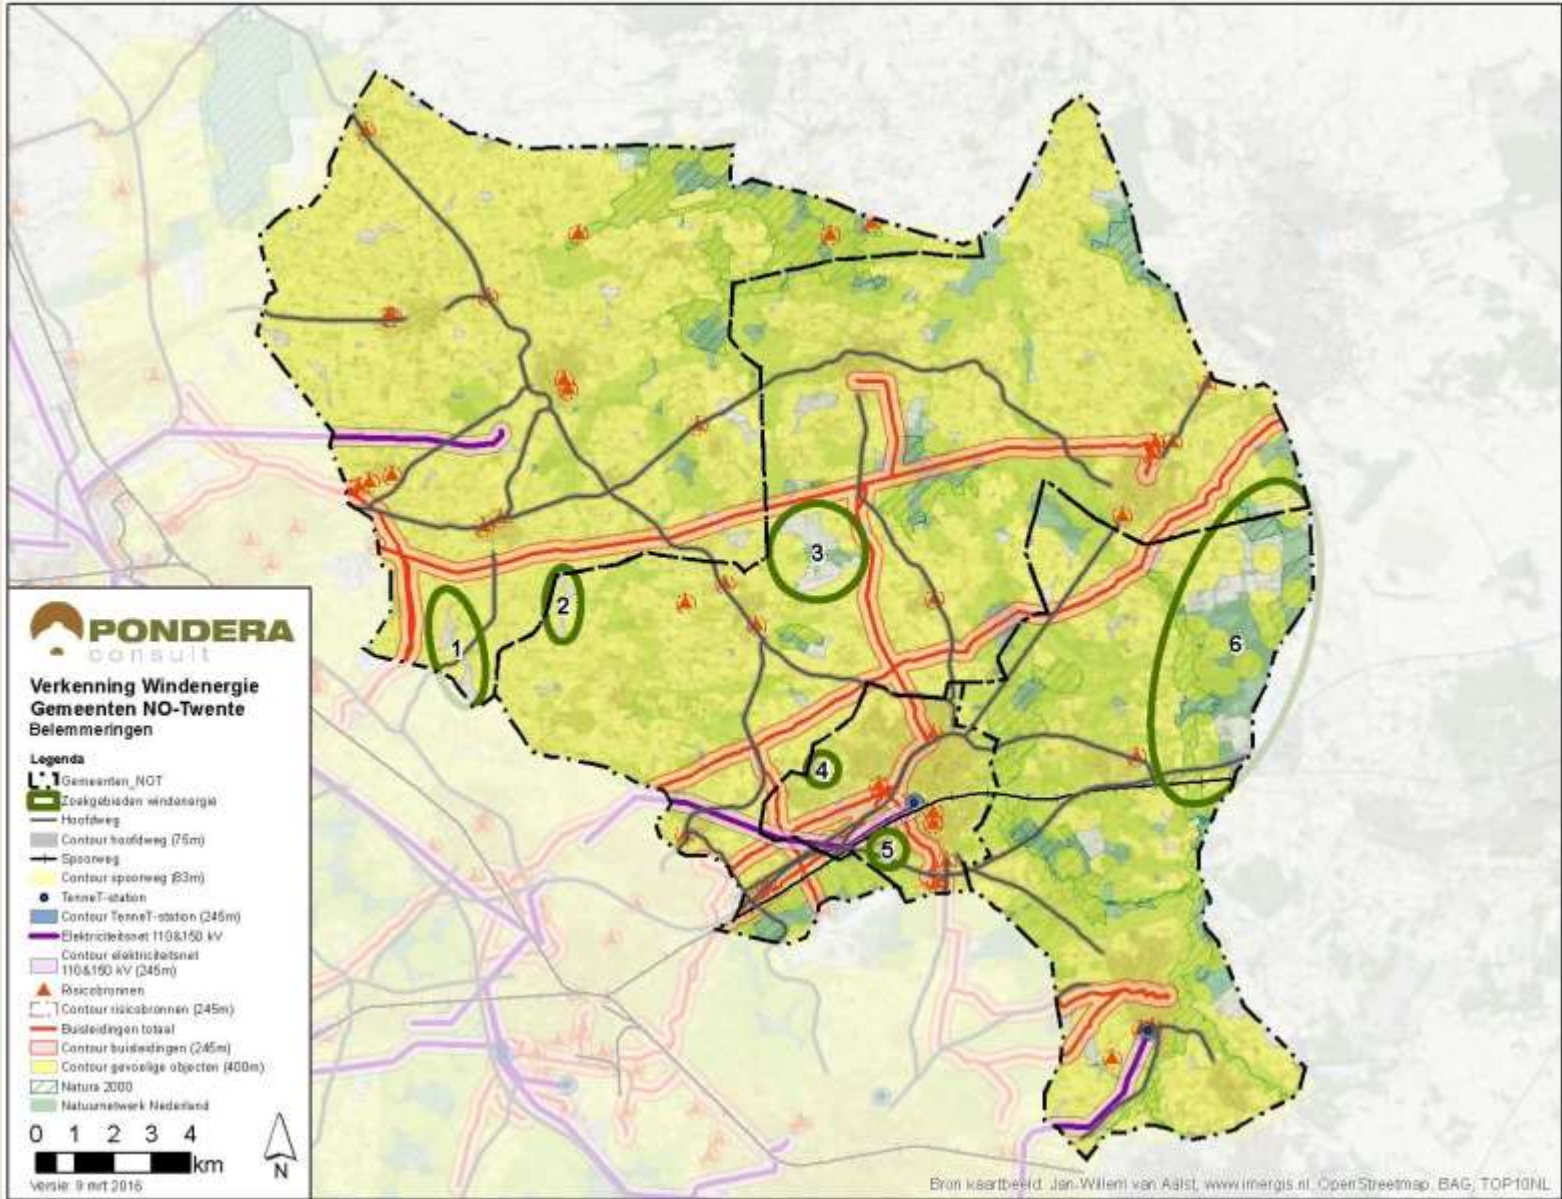 PONDERA
consult
Verkenning Windenergie
Gemeenten NO-Twente
Belemmeringen
Legenda
Gemeenten_NOT
Zoekgebieden windenergie
Hoofdweg
Contour hoofdweg (75m)
Spoorweg
Contour spoorweg (83m)
TenneT-station
Contour TenneT-station (245m)
Elektriciteitsnet 110&150 kV
Contour elektriciteitsnet
110&150 kV (245m)
Risicobronnen
Contour risicobronnen (245m)
Buisleidingen totaal
Contour buisleidingen (245m)
Contour gevoelige objecten (400m)
Natura 2000
Natuurnetwerk Nederland
0 1 2 3 4
km
N
Versie: 9 mrt 2016
1
2
3
4
5
6
Bron kaartbeeld: Jan-Willem van Aalst, www.imergis.nl, OpenStreetmap, BAG, TOP10NL